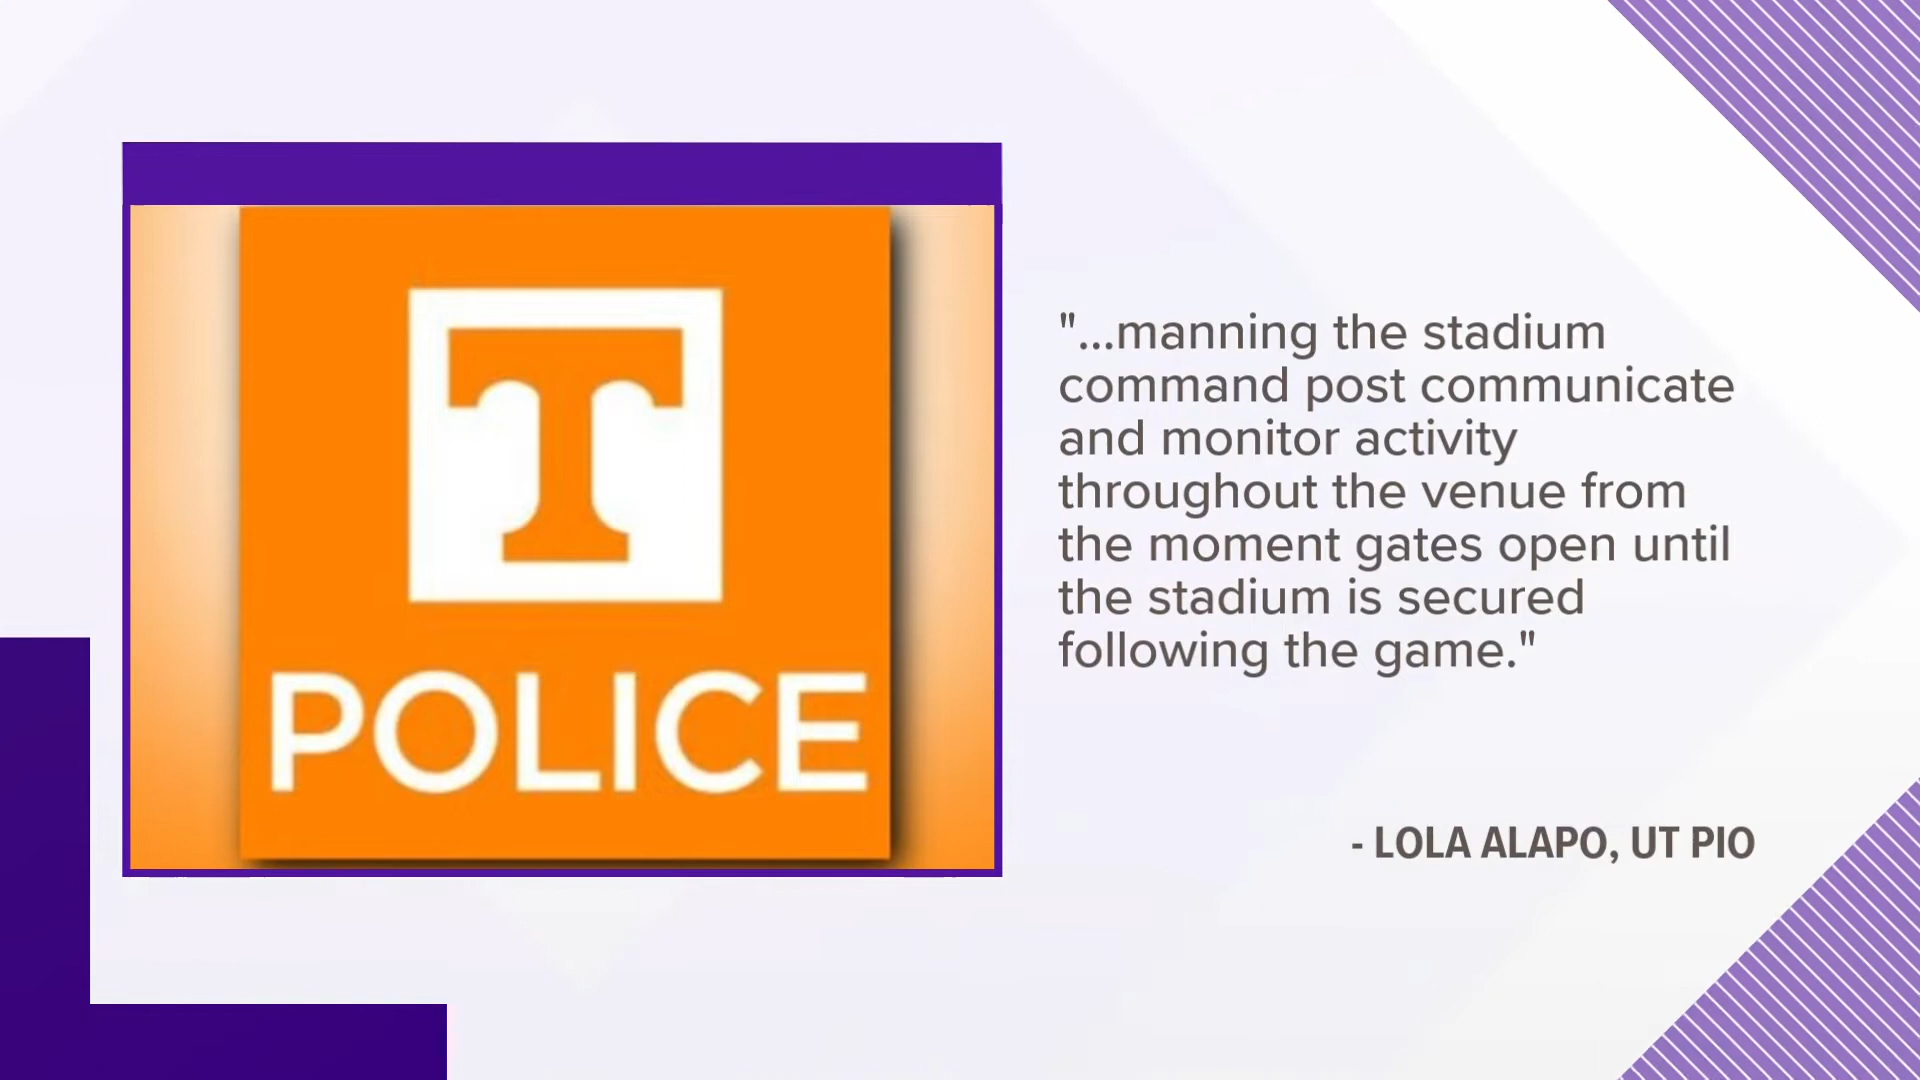 T
POLICE
"...manning the stadium
command post communicate
and monitor activity
throughout the venue from
the moment gates open until
the stadium is secured
following the game."
- LOLA ALAPO, UT PIO